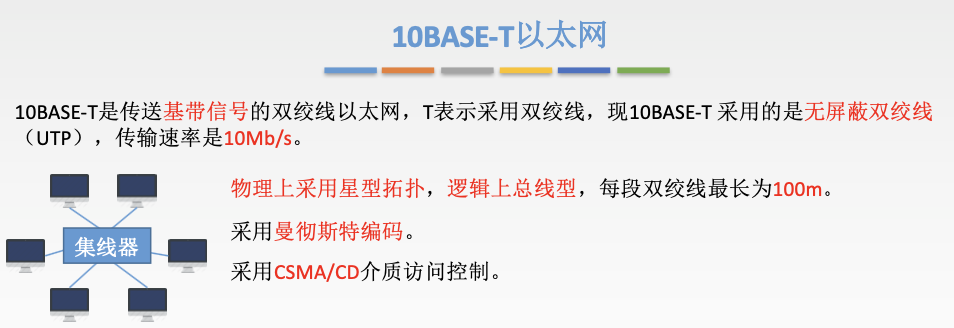 10BASE-T以太网
10BASE-T是传送基带信号的双绞线以太网，T表示采用双绞线，现10BASE-T 采用的是无屏蔽双绞线
（UTP），传输速率是10Mb/s。
物理上采用星型拓扑，逻辑上总线型，每段双绞线最长为100m。
集线器
采用曼彻斯特编码。
采用CSMA/CD介质访问控制。